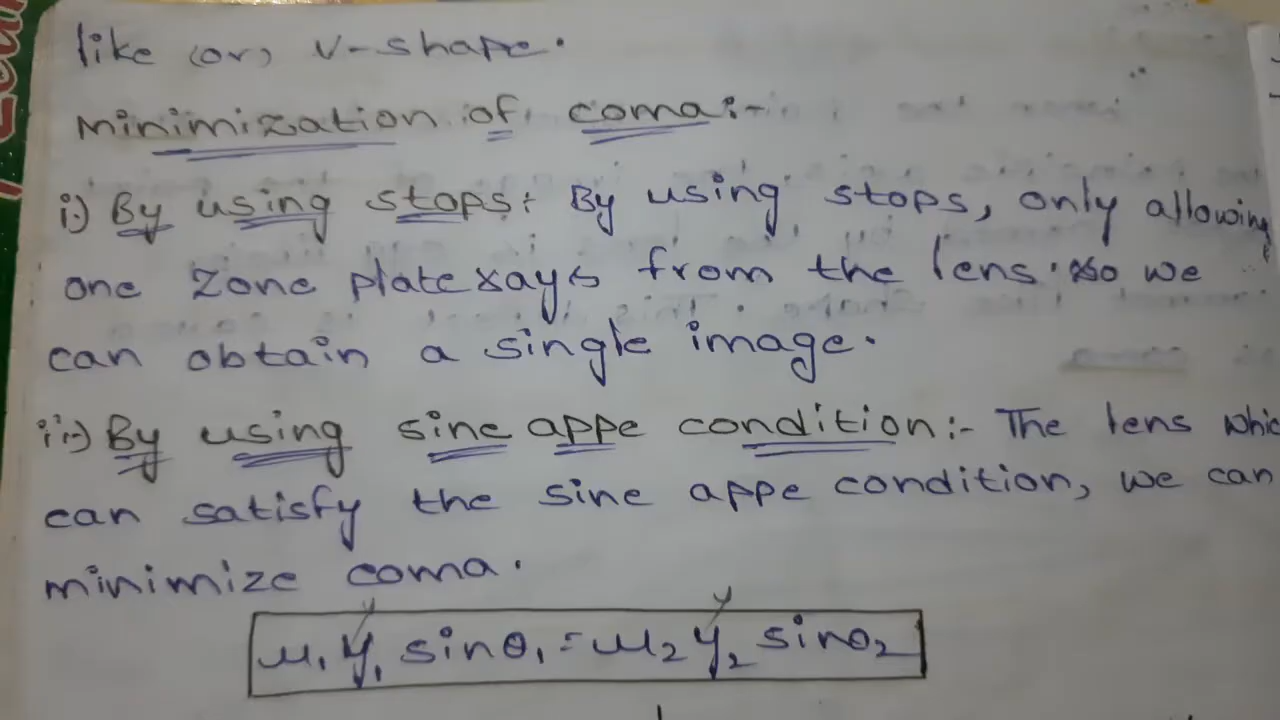 like (or) v-shape.
Minimization of coma:-
i.) By using stops: By using stops, only allowing
one zone plate rays from the lens. so we
can obtain a single image.
ii.) By using sine appe condition:- The lens whic
can satisfy the sine appe condition, we can
minimize coma.
y y
μ₁ y₁ sinθ₁ = μ₂ y₂ sinθ₂